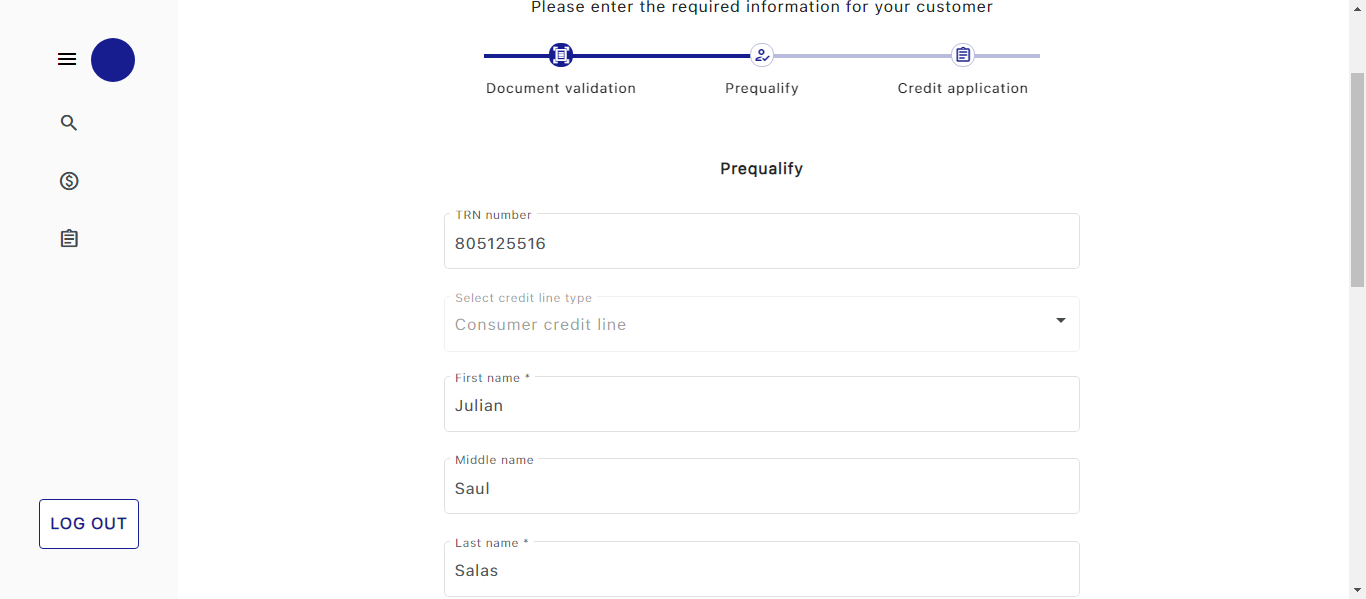 Please enter the required information for your customer
Document validation
Prequalify
Credit application
Prequalify
TRN number
805125516
Select credit line type
Consumer credit line
First name *
Julian
Middle name
Saul
Last name *
Salas
LOG OUT